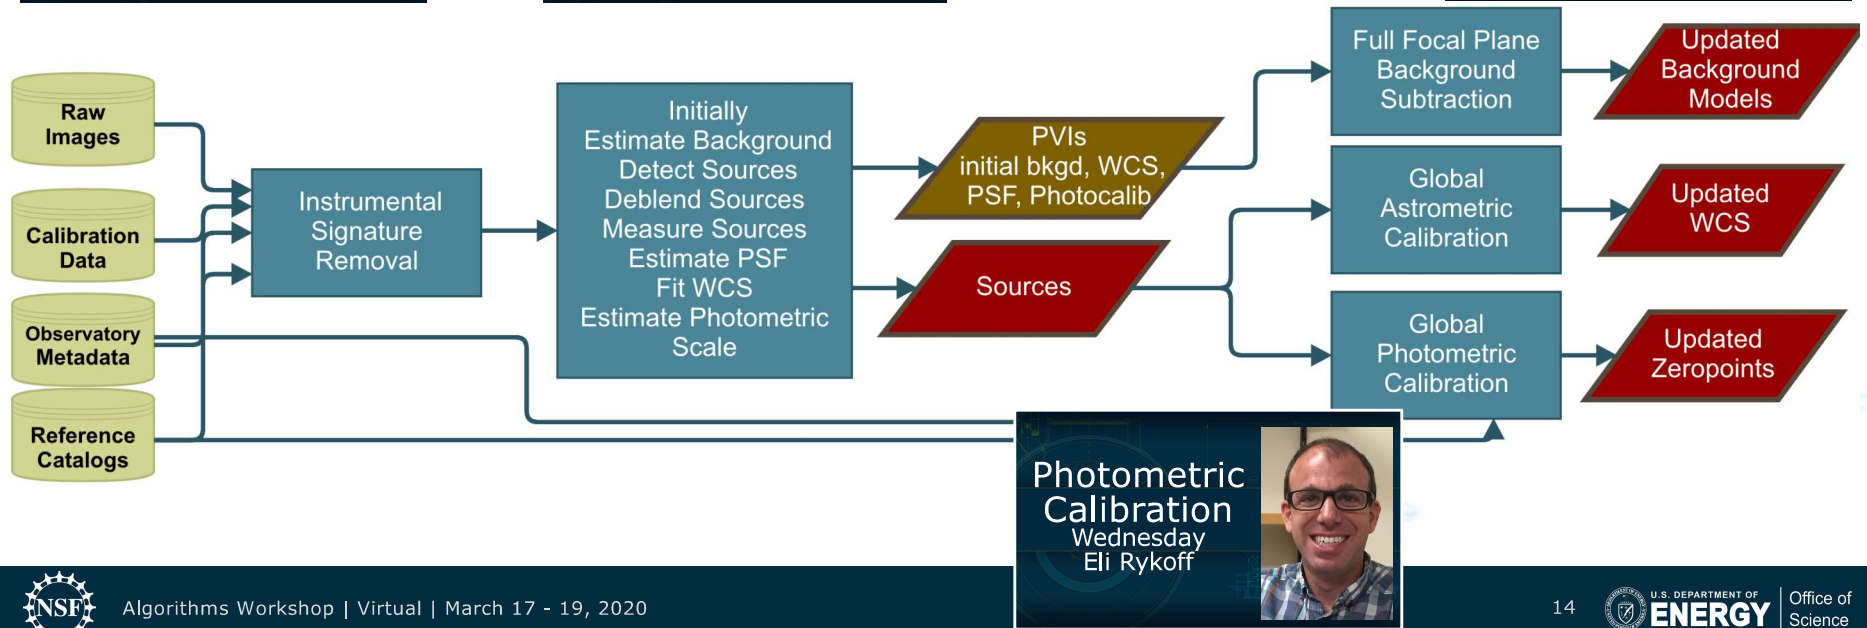 Raw
Images
Calibration
Data
Observatory
Metadata
Reference
Catalogs
Instrumental
Signature
Removal
Initially
Estimate Background
Detect Sources
Deblend Sources
Measure Sources
Estimate PSF
Fit WCS
Estimate Photometric
Scale
PVIs
initial bkgd, WCS,
PSF, Photocalib
Sources
Full Focal Plane
Background
Subtraction
Updated
Background
Models
Global
Astrometric
Calibration
Updated
WCS
Global
Photometric
Calibration
Updated
Zeropoints
Photometric
Calibration
Wednesday
Eli Rykoff
NSF
Algorithms Workshop | Virtual | March 17 - 19, 2020
14
U.S. DEPARTMENT OF
ENERGY
Office of
Science